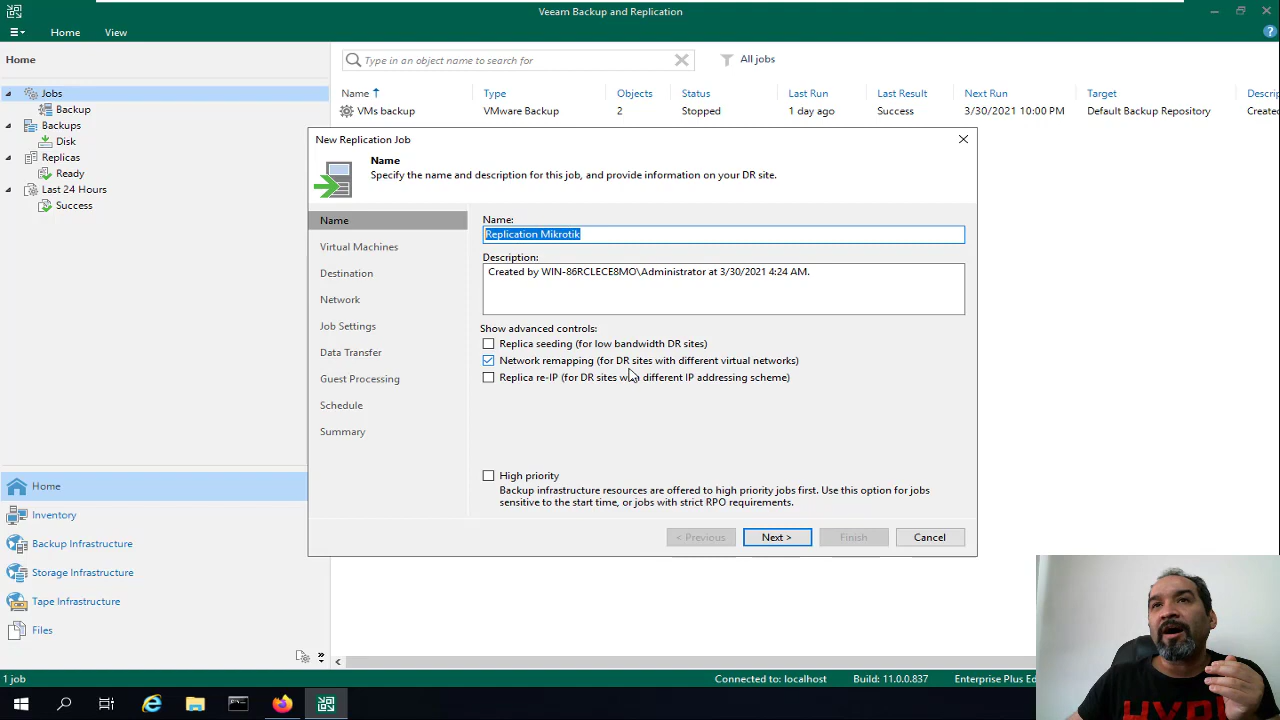 Veeam Backup and Replication
Home View
?
Home
Type in an object name to search for
All jobs
Jobs
Backup
Backups
Disk
Replicas
Ready
Last 24 Hours
Success
Name Type Objects Status Last Run Last Result Next Run Target Descrip
VMs backup VMware Backup 2 Stopped 1 day ago Success 3/30/2021 10:00 PM Default Backup Repository Created
New Replication Job
Name
Specify the name and description for this job, and provide information on your DR site.
Name
Virtual Machines
Destination
Network
Job Settings
Data Transfer
Guest Processing
Schedule
Summary
Name:
Replication Mikrotik
Description:
Created by WIN-86RCLECE8MO\Administrator at 3/30/2021 4:24 AM.
Show advanced controls:
Replica seeding (for low bandwidth DR sites)
Network remapping (for DR sites with different virtual networks)
Replica re-IP (for DR sites with different IP addressing scheme)
High priority
Backup infrastructure resources are offered to high priority jobs first. Use this option for jobs
sensitive to the start time, or jobs with strict RPO requirements.
< Previous Next > Finish Cancel
Home
Inventory
Backup Infrastructure
Storage Infrastructure
Tape Infrastructure
Files
1 job
Connected to: localhost Build: 11.0.0.837 Enterprise Plus Ed